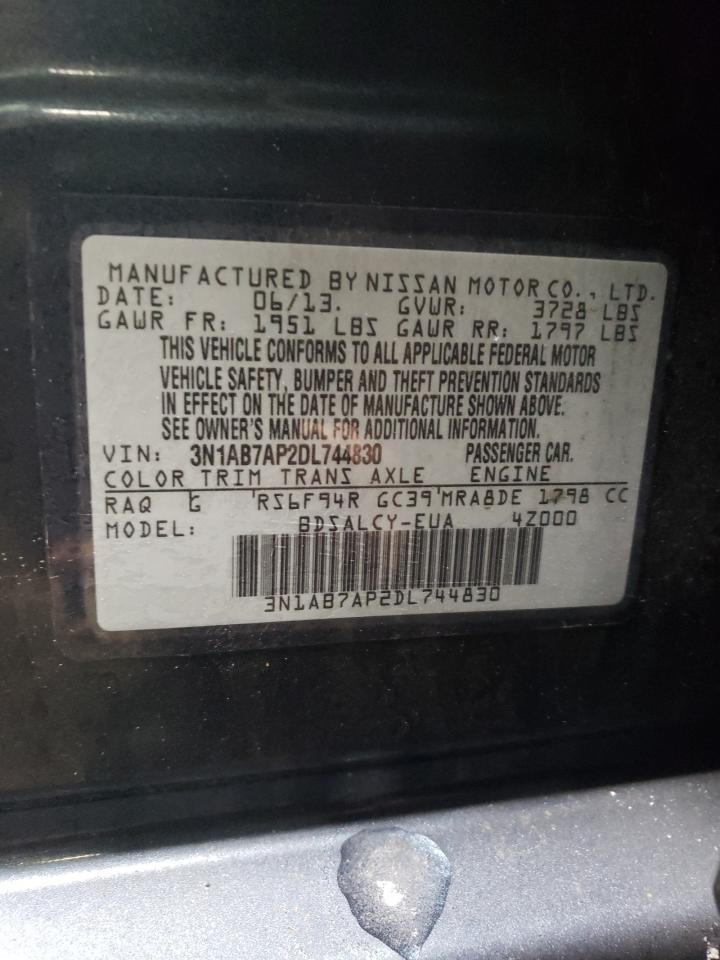 MANUFACTURED BY NISSAN MOTOR CO., LTD.
DATE: 06/13. GVWR: 3728 LBS
GAWR FR: 1951 LBS GAWR RR: 1797 LBS
THIS VEHICLE CONFORMS TO ALL APPLICABLE FEDERAL MOTOR
VEHICLE SAFETY, BUMPER AND THEFT PREVENTION STANDARDS
IN EFFECT ON THE DATE OF MANUFACTURE SHOWN ABOVE.
SEE OWNER'S MANUAL FOR ADDITIONAL INFORMATION.
VIN: 3N1AB7AP2DL744830 PASSENGER CAR.
COLOR TRIM TRANS AXLE ENGINE
RAQ G 'RS6F94R GC39'MRA8DE 1798 CC
MODEL: BDSALCY-EUA 4Z000
3N1AB7AP2DL744830